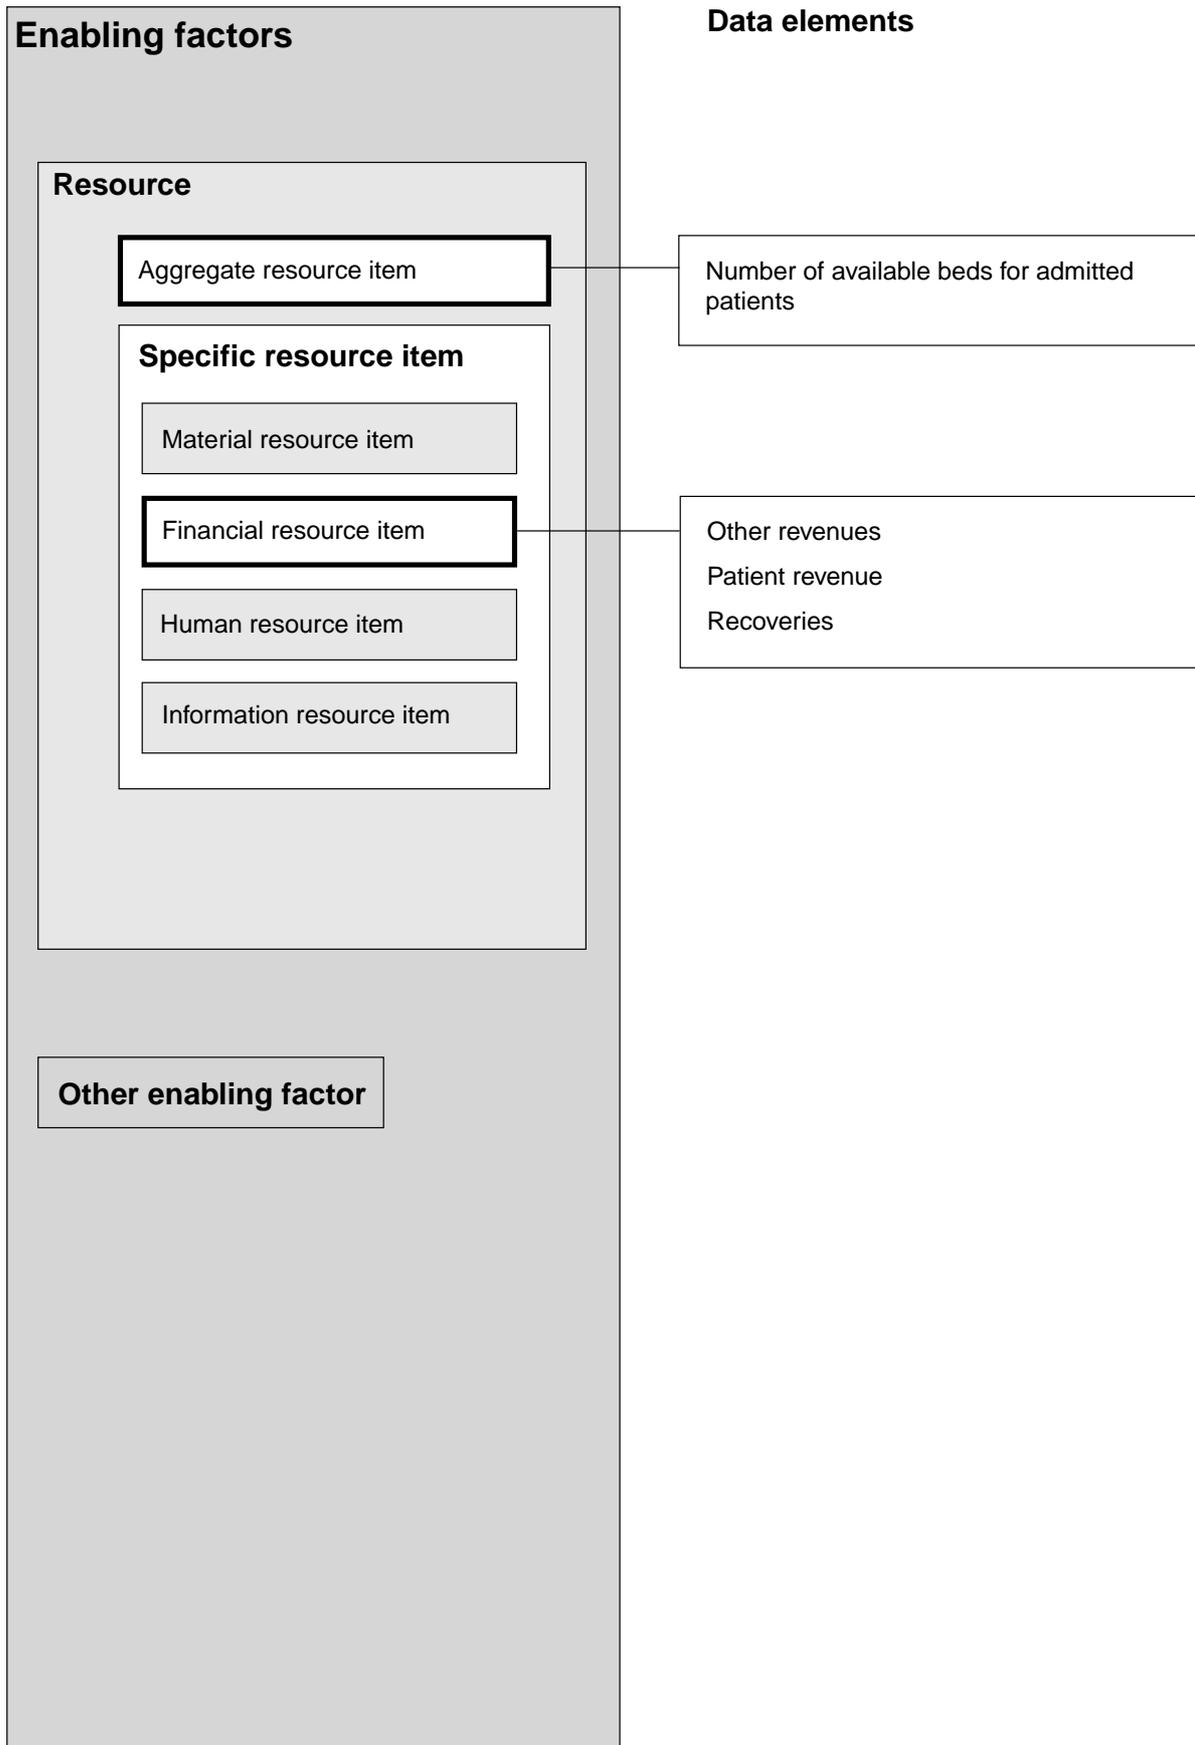 Enabling factors
Data elements
Resource
Aggregate resource item
Number of available beds for admitted
patients
Specific resource item
Material resource item
Financial resource item
Other revenues
Patient revenue
Recoveries
Human resource item
Information resource item
Other enabling factor